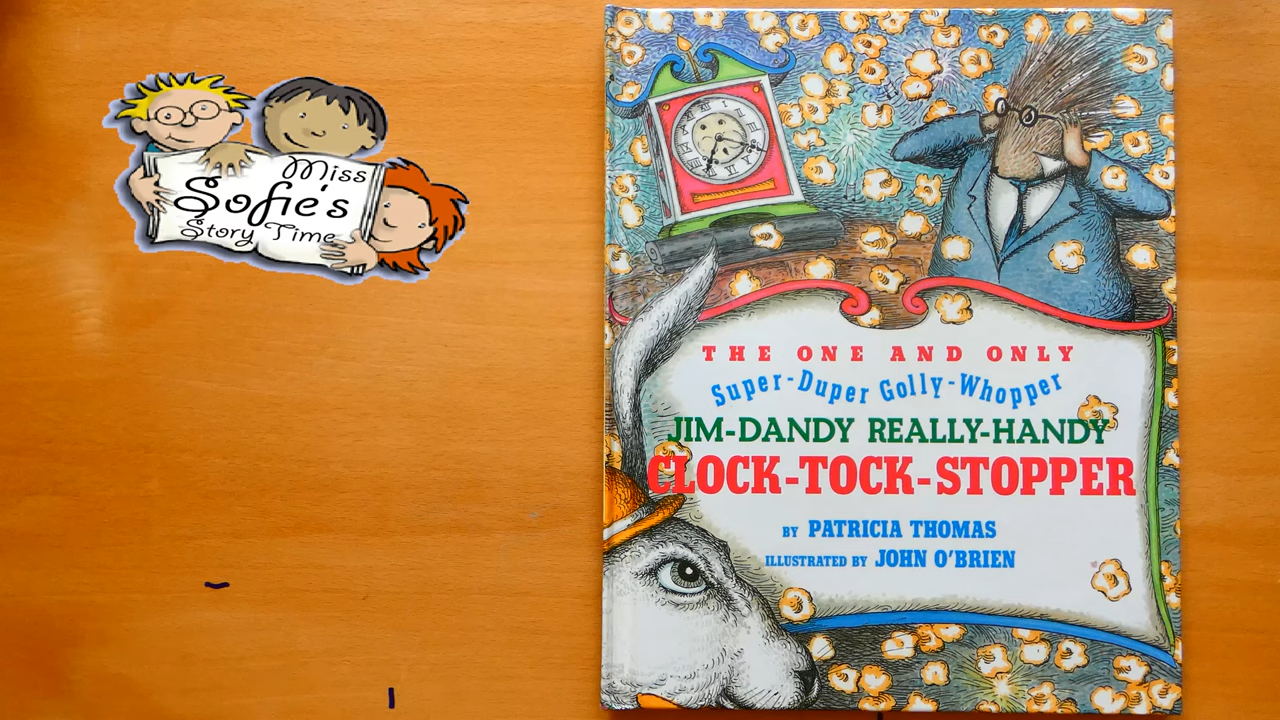 Miss
Sofie's
Story Time
THE ONE AND ONLY
Super-Duper Golly-Whopper
JIM-DANDY REALLY-HANDY
CLOCK-TOCK-STOPPER
BY PATRICIA THOMAS
ILLUSTRATED BY JOHN O'BRIEN